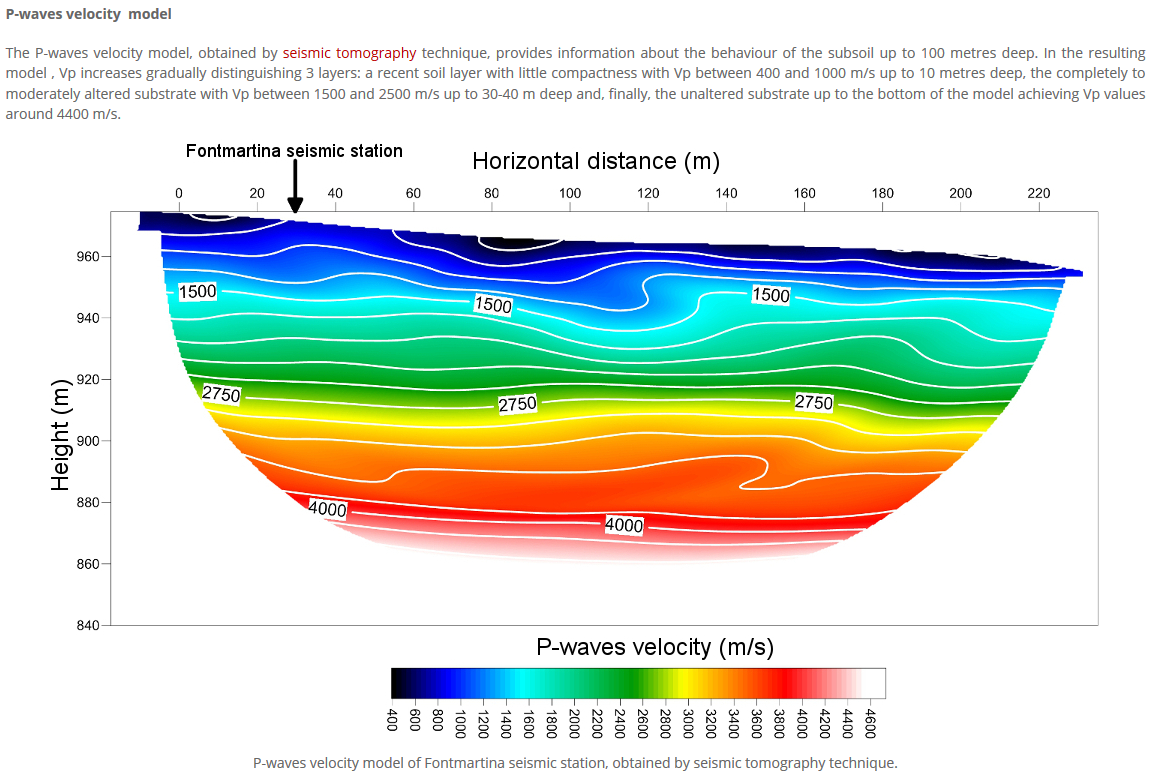 P-waves velocity  model
The P-waves velocity model, obtained by seismic tomography technique, provides information about the behaviour of the subsoil up to 100 metres deep. In the resulting
model , Vp increases gradually distinguishing 3 layers: a recent soil layer with little compactness with Vp between 400 and 1000 m/s up to 10 metres deep, the completely to
moderately altered substrate with Vp between 1500 and 2500 m/s up to 30-40 m deep and, finally, the unaltered substrate up to the bottom of the model achieving Vp values
around 4400 m/s.
Fontmartina seismic station
Horizontal distance (m)
0 20 40 60 80 100 120 140 160 180 200 220
Height (m)
960
940
920
900
880
860
840
1500
1500
1500
2750
2750
2750
4000
4000
P-waves velocity (m/s)
400 600 800 1000 1200 1400 1600 1800 2000 2200 2400 2600 2800 3000 3200 3400 3600 3800 4000 4200 4400 4600
P-waves velocity model of Fontmartina seismic station, obtained by seismic tomography technique.